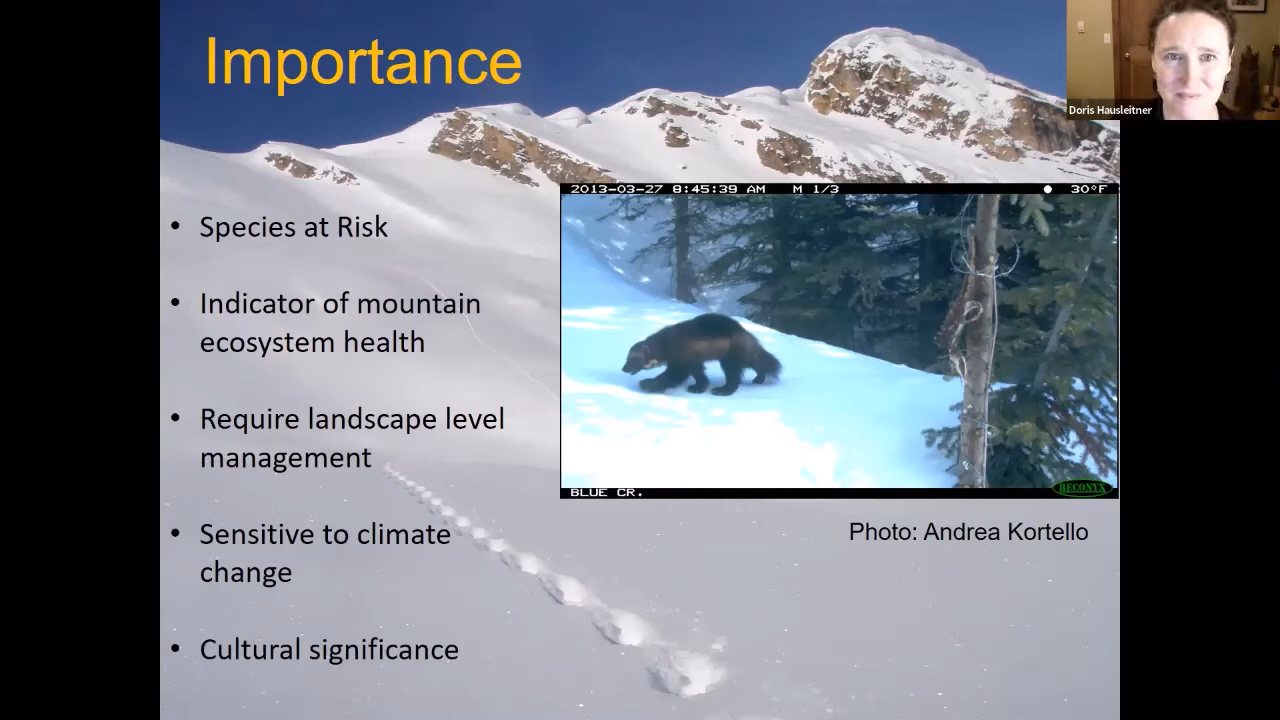 Importance
Doris Hausleitner
2013-03-27 8:45:39 AM M 1/3 30°F
• Species at Risk
• Indicator of mountain
ecosystem health
• Require landscape level
management
• Sensitive to climate
change
• Cultural significance
BLUE CR.
RECONYX
Photo: Andrea Kortello